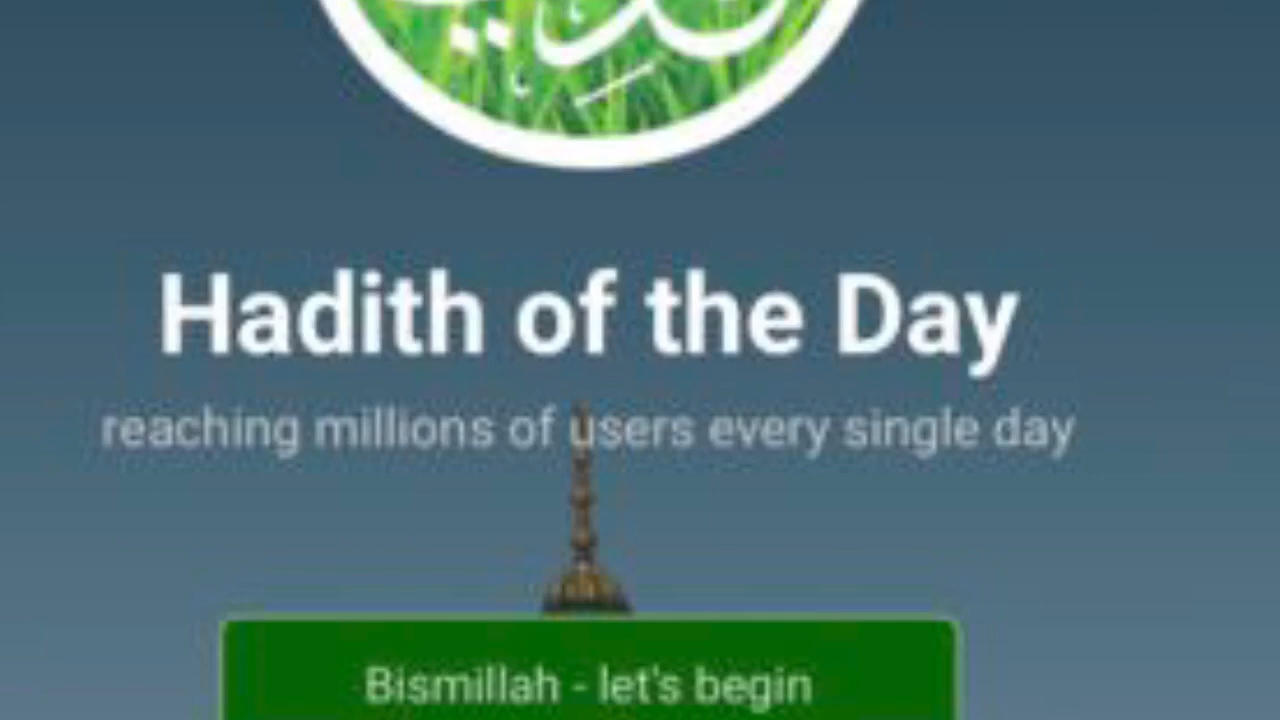 Hadith of the Day
reaching millions of users every single day
Bismillah - let's begin